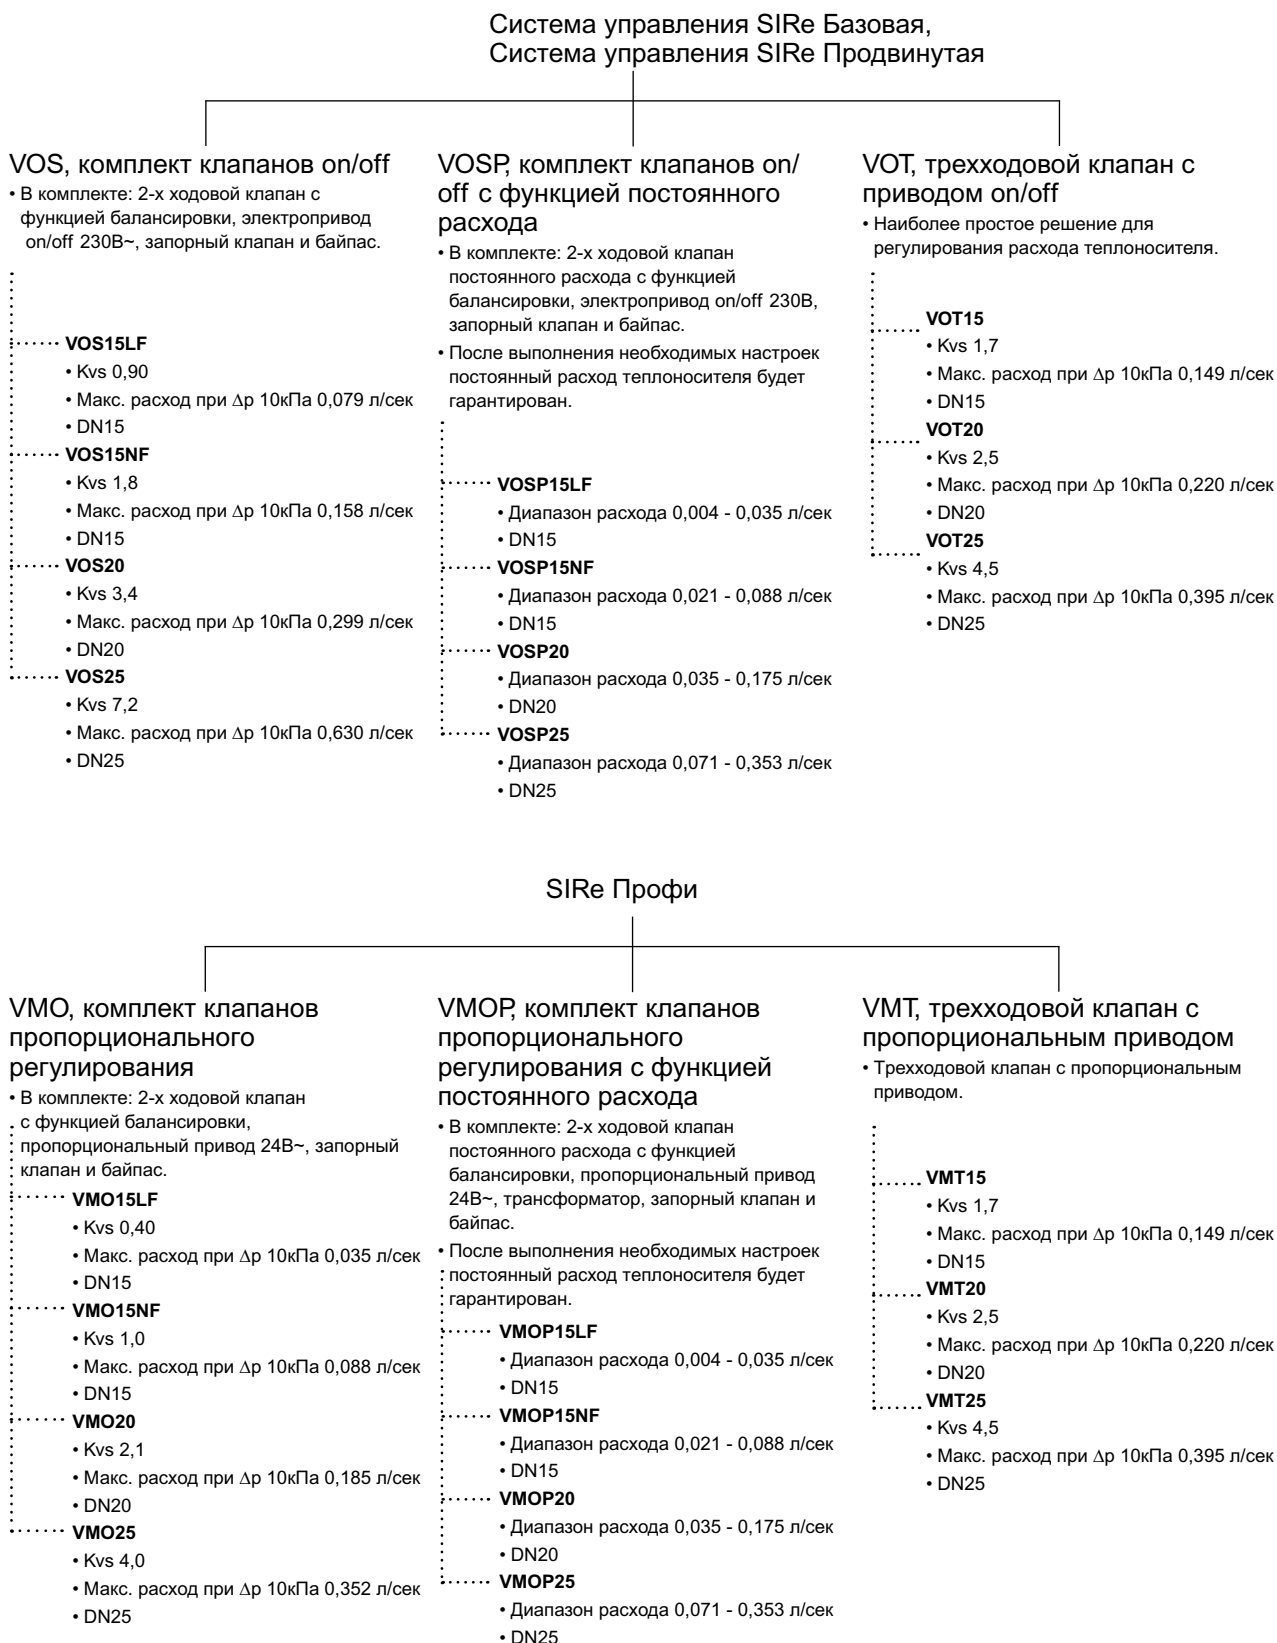 Система управления SIRe Базовая,
Система управления SIRe Продвинутая
VOS, комплект клапанов on/off
• В комплекте: 2-х ходовой клапан с
функцией балансировки, электропривод
on/off 230В~, запорный клапан и байпас.
VOS15LF
• Kvs 0,90
• Макс. расход при ∆p 10кПа 0,079 л/сек
• DN15
VOS15NF
• Kvs 1,8
• Макс. расход при ∆p 10кПа 0,158 л/сек
• DN15
VOS20
• Kvs 3,4
• Макс. расход при ∆p 10кПа 0,299 л/сек
• DN20
VOS25
• Kvs 7,2
• Макс. расход при ∆p 10кПа 0,630 л/сек
• DN25
VOSP, комплект клапанов on/
off с функцией постоянного
расхода
• В комплекте: 2-х ходовой клапан
постоянного расхода с функцией
балансировки, электропривод on/off 230В,
запорный клапан и байпас.
• После выполнения необходимых настроек
постоянный расход теплоносителя будет
гарантирован.
VOSP15LF
• Диапазон расхода 0,004 - 0,035 л/сек
• DN15
VOSP15NF
• Диапазон расхода 0,021 - 0,088 л/сек
• DN15
VOSP20
• Диапазон расхода 0,035 - 0,175 л/сек
• DN20
VOSP25
• Диапазон расхода 0,071 - 0,353 л/сек
• DN25
VOT, трехходовой клапан с
приводом on/off
• Наиболее простое решение для
регулирования расхода теплоносителя.
VOT15
• Kvs 1,7
• Макс. расход при ∆p 10кПа 0,149 л/сек
• DN15
VOT20
• Kvs 2,5
• Макс. расход при ∆p 10кПа 0,220 л/сек
• DN20
VOT25
• Kvs 4,5
• Макс. расход при ∆p 10кПа 0,395 л/сек
• DN25
SIRe Профи
VMO, комплект клапанов
пропорционального
регулирования
• В комплекте: 2-х ходовой клапан
с функцией балансировки,
пропорциональный привод 24В~, запорный
клапан и байпас.
VMO15LF
• Kvs 0,40
• Макс. расход при ∆p 10кПа 0,035 л/сек
• DN15
VMO15NF
• Kvs 1,0
• Макс. расход при ∆p 10кПа 0,088 л/сек
• DN15
VMO20
• Kvs 2,1
• Макс. расход при ∆p 10кПа 0,185 л/сек
• DN20
VMO25
• Kvs 4,0
• Макс. расход при ∆p 10кПа 0,352 л/сек
• DN25
VMOP, комплект клапанов
пропорционального
регулирования с функцией
постоянного расхода
• В комплекте: 2-х ходовой клапан
постоянного расхода с функцией
балансировки, пропорциональный привод
24В~, трансформатор, запорный клапан и
байпас.
• После выполнения необходимых настроек
постоянный расход теплоносителя будет
гарантирован.
VMOP15LF
• Диапазон расхода 0,004 - 0,035 л/сек
• DN15
VMOP15NF
• Диапазон расхода 0,021 - 0,088 л/сек
• DN15
VMOP20
• Диапазон расхода 0,035 - 0,175 л/сек
• DN20
VMOP25
• Диапазон расхода 0,071 - 0,353 л/сек
• DN25
VMT, трехходовой клапан с
пропорциональным приводом
• Трехходовой клапан с пропорциональным
приводом.
VMT15
• Kvs 1,7
• Макс. расход при ∆p 10кПа 0,149 л/сек
• DN15
VMT20
• Kvs 2,5
• Макс. расход при ∆p 10кПа 0,220 л/сек
• DN20
VMT25
• Kvs 4,5
• Макс. расход при ∆p 10кПа 0,395 л/сек
• DN25